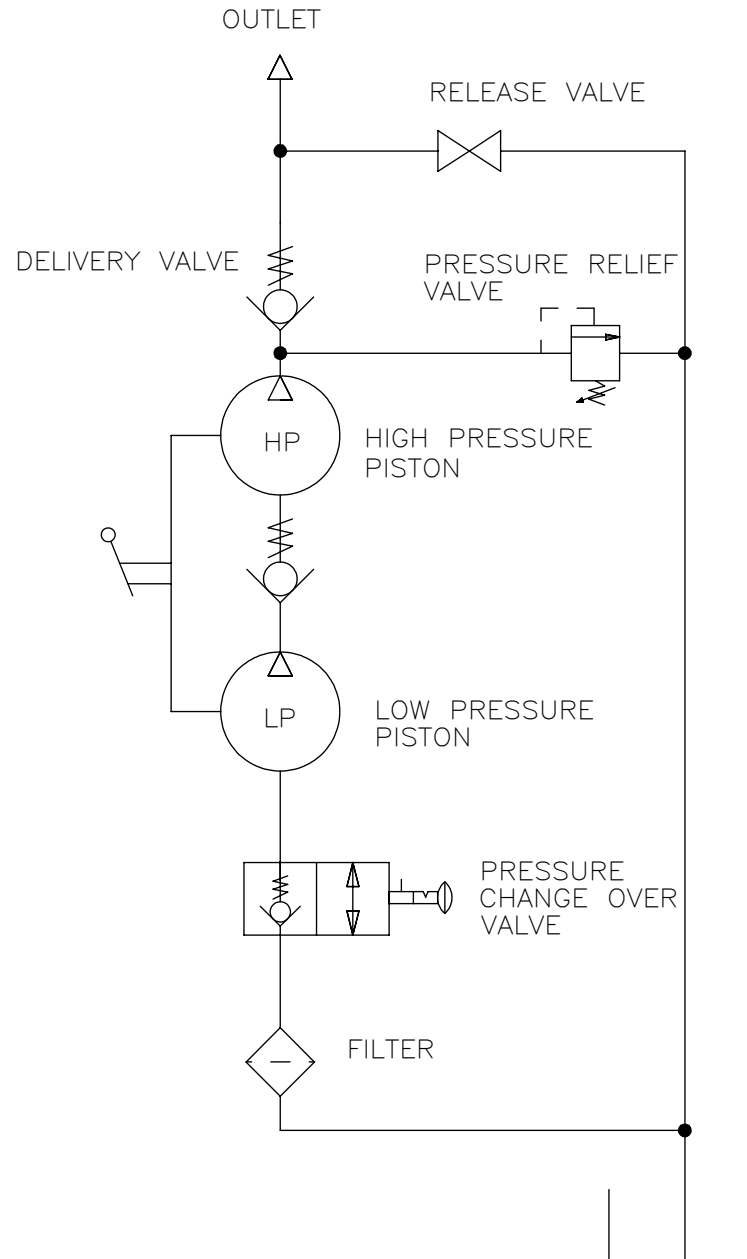 OUTLET
RELEASE VALVE
DELIVERY VALVE
PRESSURE RELIEF
VALVE
HP
HIGH PRESSURE
PISTON
LP
LOW PRESSURE
PISTON
PRESSURE
CHANGE OVER
VALVE
FILTER